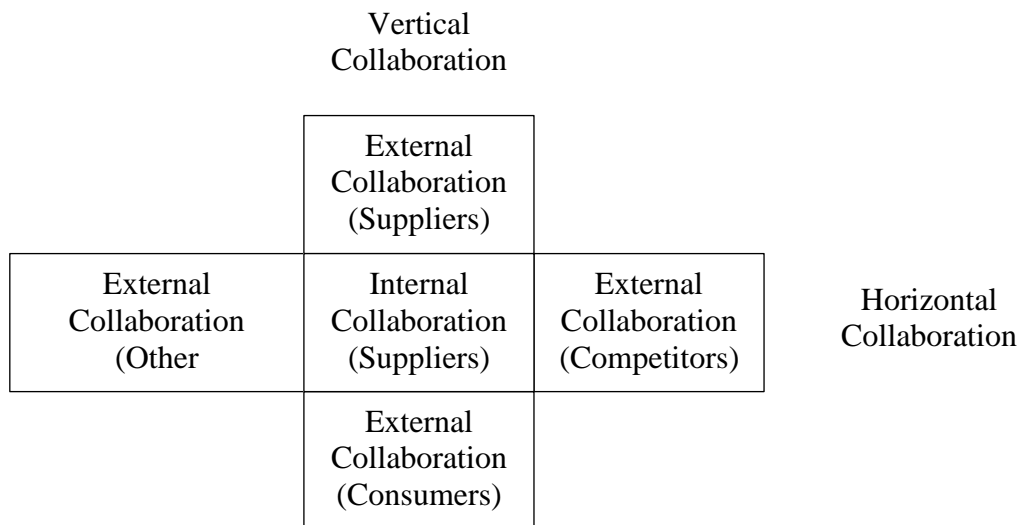 Vertical
Collaboration
External
Collaboration
(Suppliers)
External
Collaboration
(Other
Internal
Collaboration
(Suppliers)
External
Collaboration
(Competitors)
Horizontal
Collaboration
External
Collaboration
(Consumers)